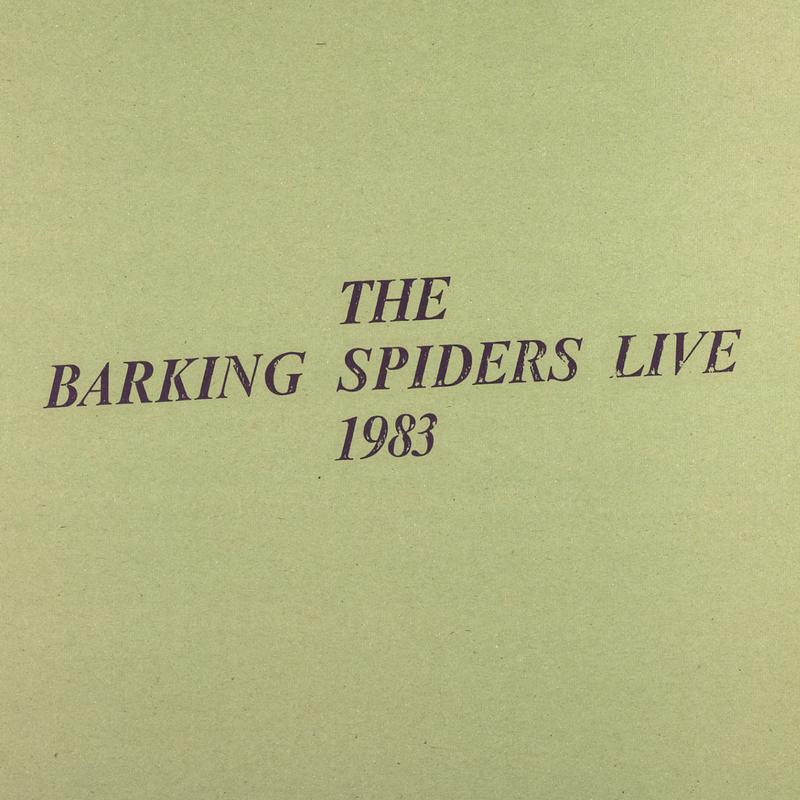 THE
BARKING SPIDERS LIVE
1983